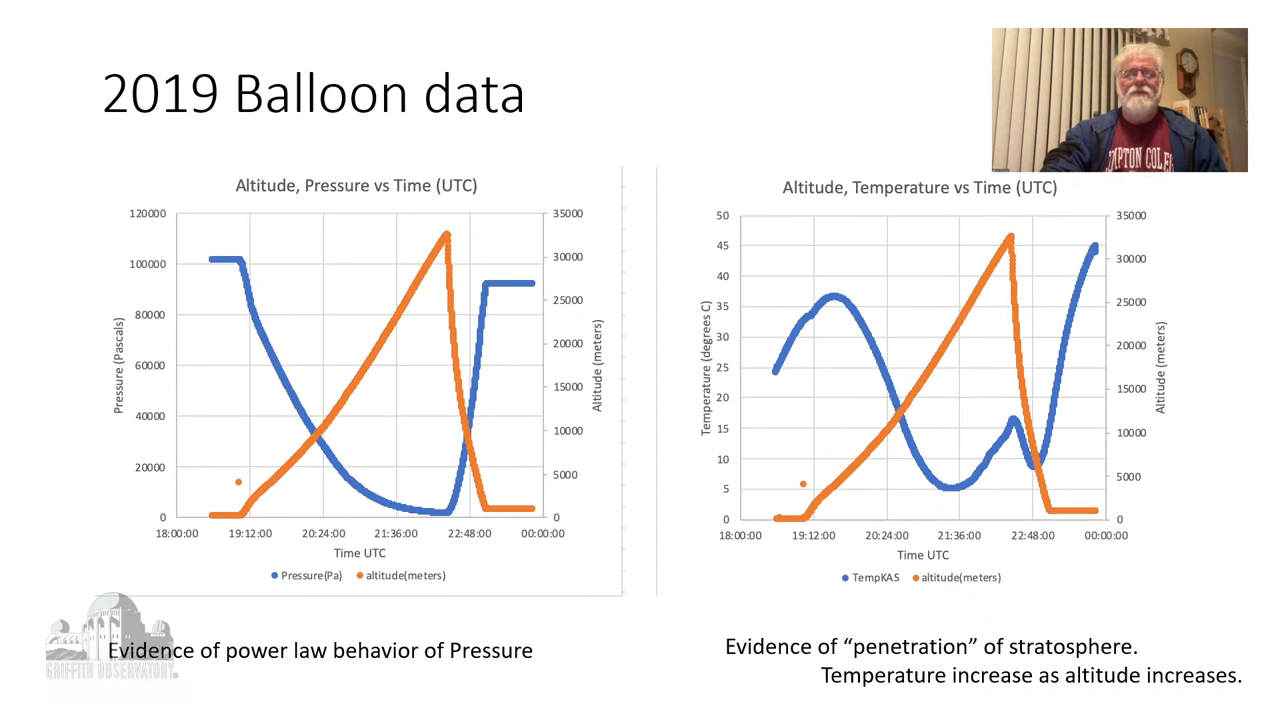 2019 Balloon data
Altitude, Pressure vs Time (UTC)
120000
100000
80000
60000
40000
20000
0
Pressure (Pascals)
35000
30000
25000
20000
15000
10000
5000
0
Altitude (meters)
18:00:00 19:12:00 20:24:00 21:36:00 22:48:00 00:00:00
Time UTC
Pressure(Pa) altitude(meters)
Altitude, Temperature vs Time (UTC)
50
45
40
35
30
25
20
15
10
5
0
Temperature (degrees C)
35000
30000
25000
20000
15000
10000
5000
0
Altitude (meters)
18:00:00 19:12:00 20:24:00 21:36:00 22:48:00 00:00:00
Time UTC
TempKAS altitude(meters)
Evidence of power law behavior of Pressure
GRIFFITH OBSERVATORY
Evidence of “penetration” of stratosphere.
Temperature increase as altitude increases.